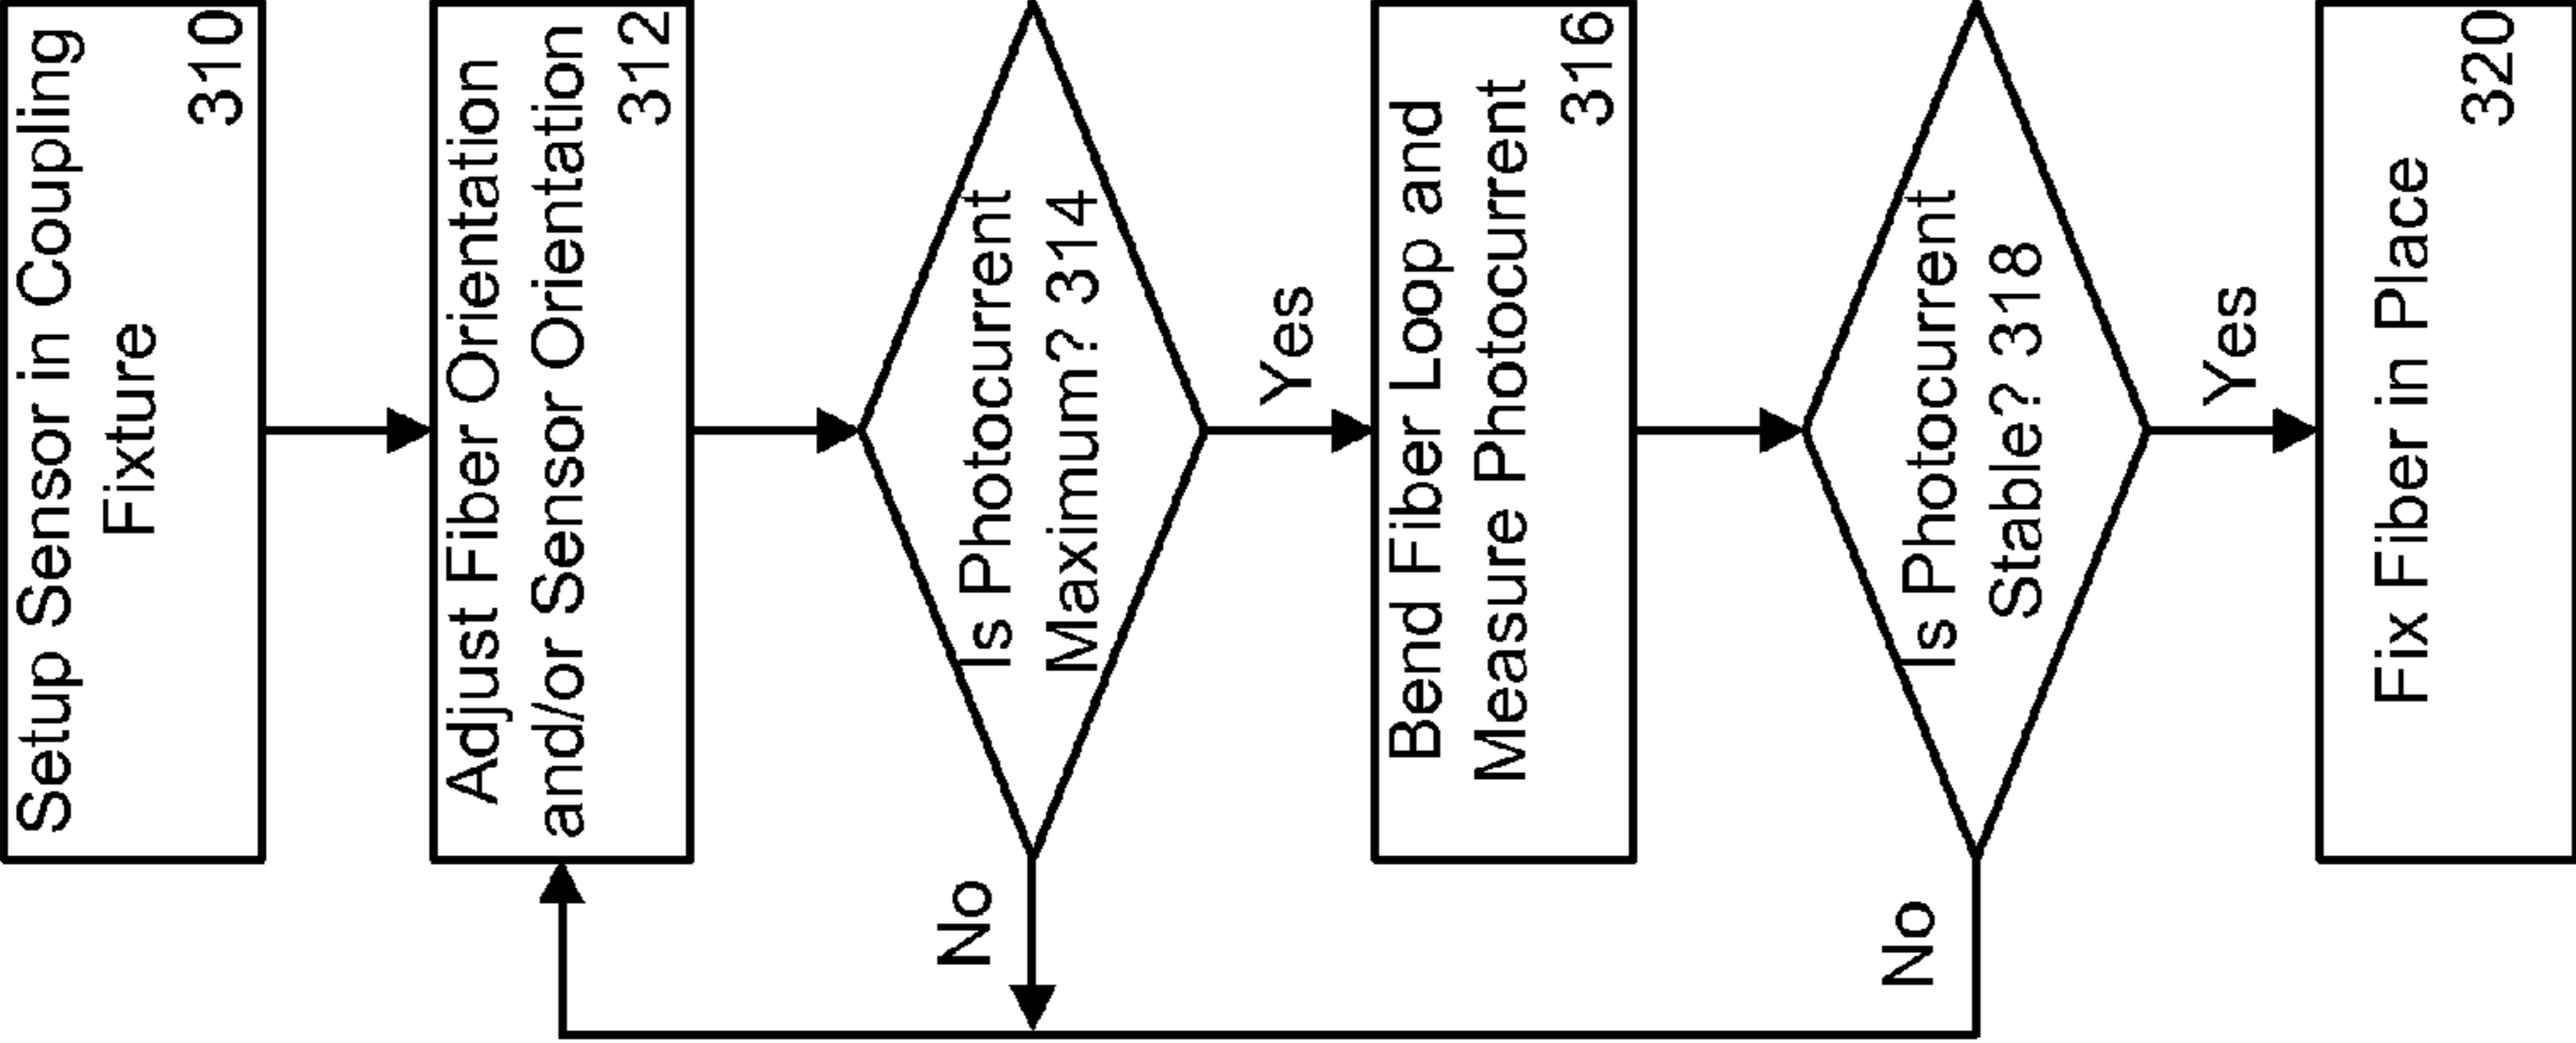 Setup Sensor in Coupling
Fixture
310
Adjust Fiber Orientation
and/or Sensor Orientation
312
Is Photocurrent
Maximum? 314
No
Yes
Bend Fiber Loop and
Measure Photocurrent
316
Is Photocurrent
Stable? 318
No
Yes
Fix Fiber in Place
320